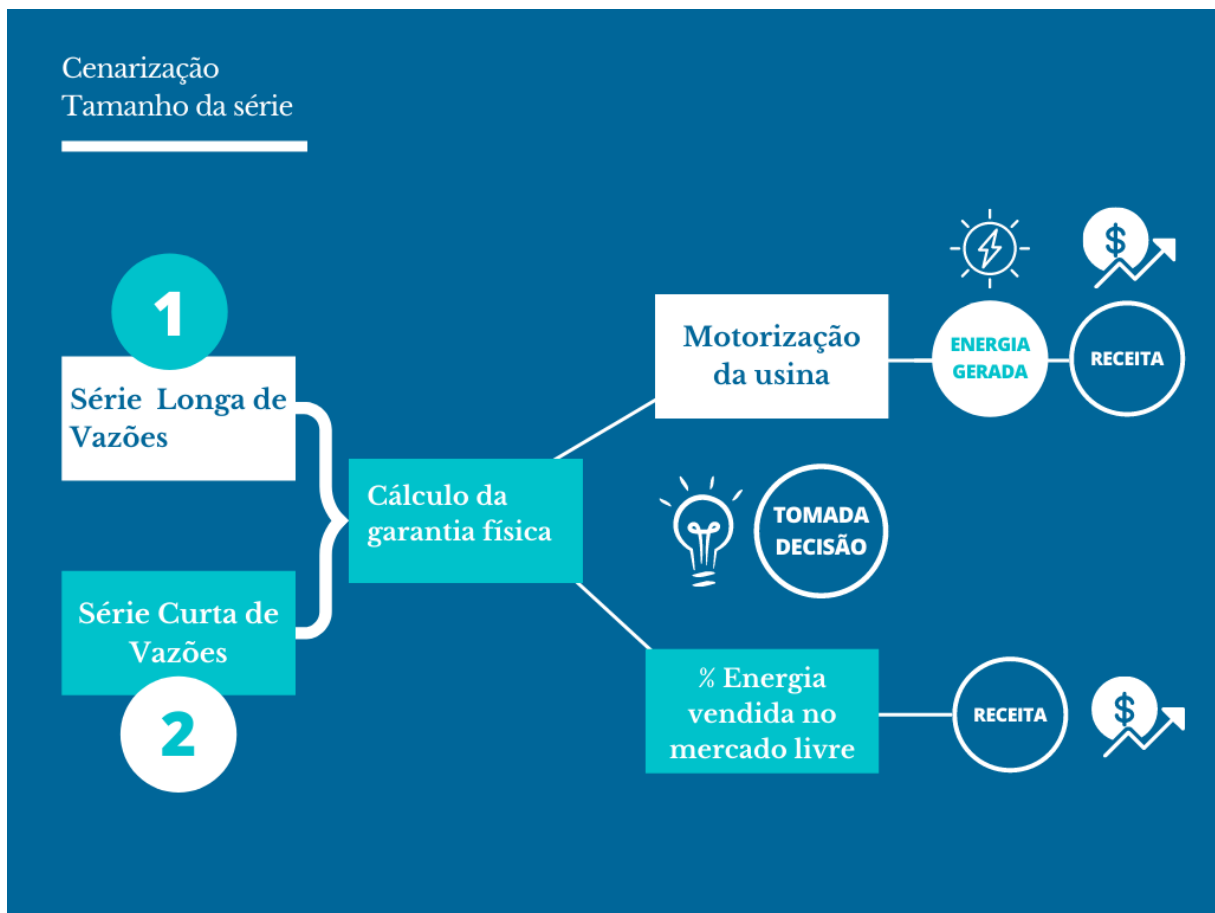 Cenarização
Tamanho da série
1
Série Longa de
Vazões
Série Curta de
Vazões
2
Cálculo da
garantia física
Motorização
da usina
ENERGIA
GERADA
$
RECEITA
TOMADA
DECISÃO
% Energia
vendida no
mercado livre
RECEITA
$